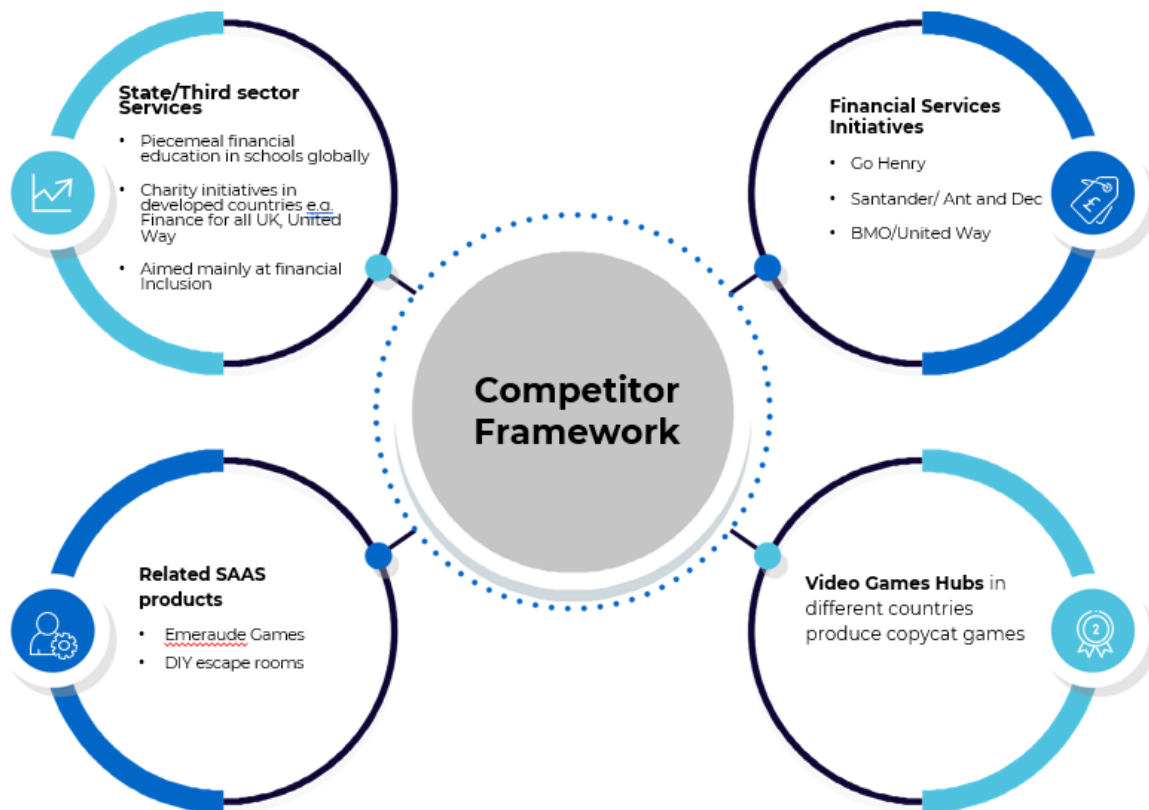 State/Third sector
Services
• Piecemeal financial
education in schools globally
• Charity initiatives in
developed countries e.g.
Finance for all UK, United
Way
• Aimed mainly at financial
Inclusion
Financial Services
Initiatives
• Go Henry
• Santander/ Ant and Dec
• BMO/United Way
£
Competitor
Framework
Related SAAS
products
• Emeraude Games
• DIY escape rooms
Video Games Hubs in
different countries
produce copycat games
2